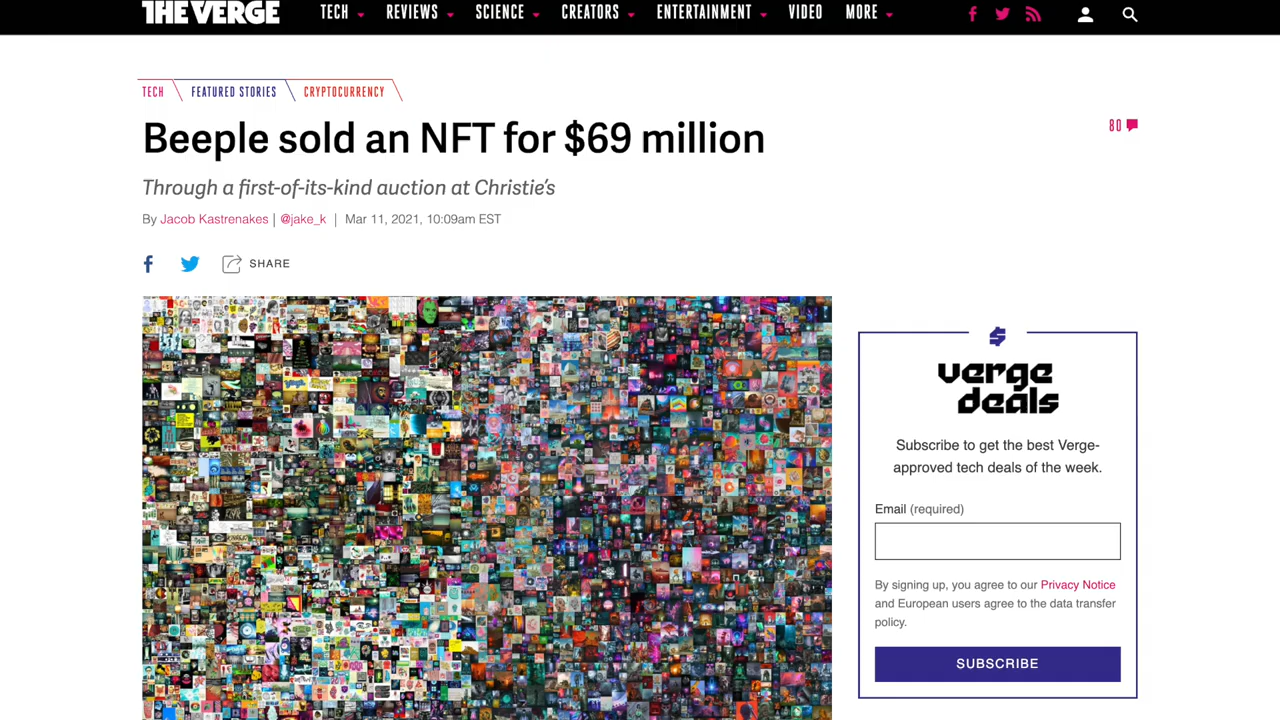 THE VERGE
TECH REVIEWS SCIENCE CREATORS ENTERTAINMENT VIDEO MORE
TECH FEATURED STORIES CRYPTOCURRENCY
Beeple sold an NFT for $69 million
80
Through a first-of-its-kind auction at Christie's
By Jacob Kastrenakes | @jake_k | Mar 11, 2021, 10:09am EST
SHARE
verge
deals
Subscribe to get the best Verge-
approved tech deals of the week.
Email (required)
By signing up, you agree to our Privacy Notice
and European users agree to the data transfer
policy.
SUBSCRIBE